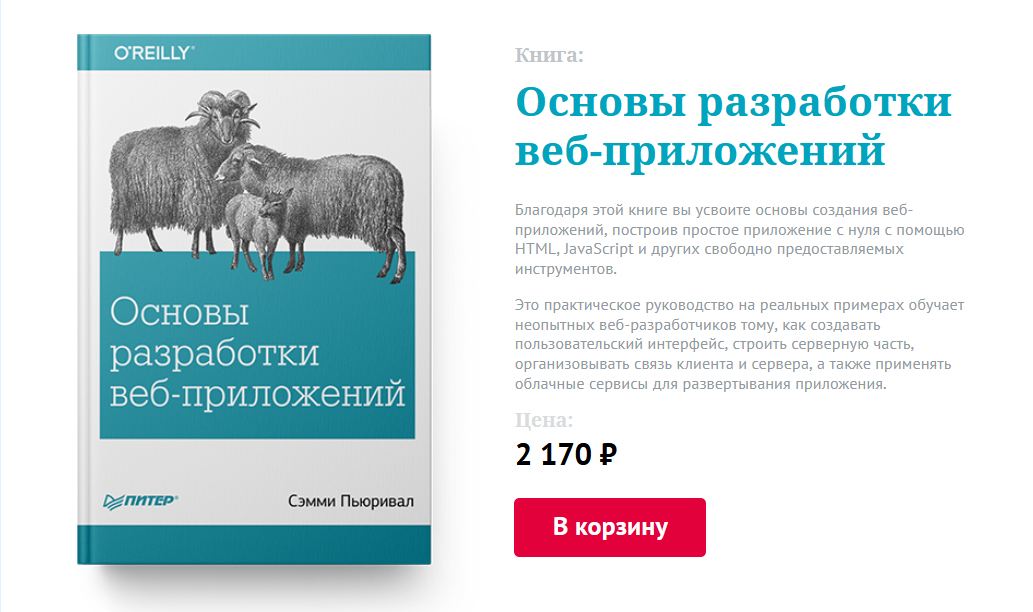 O'REILLY®
Основы
разработки
веб-приложений
ПИТЕР®
Сэмми Пьюривал
Книга:
Основы разработки
веб-приложений
Благодаря этой книге вы усвоите основы создания веб-
приложений, построив простое приложение с нуля с помощью
HTML, JavaScript и других свободно предоставляемых
инструментов.
Это практическое руководство на реальных примерах обучает
неопытных веб-разработчиков тому, как создавать
пользовательский интерфейс, строить серверную часть,
организовывать связь клиента и сервера, а также применять
облачные сервисы для развертывания приложения.
Цена:
2 170 ₽
В корзину